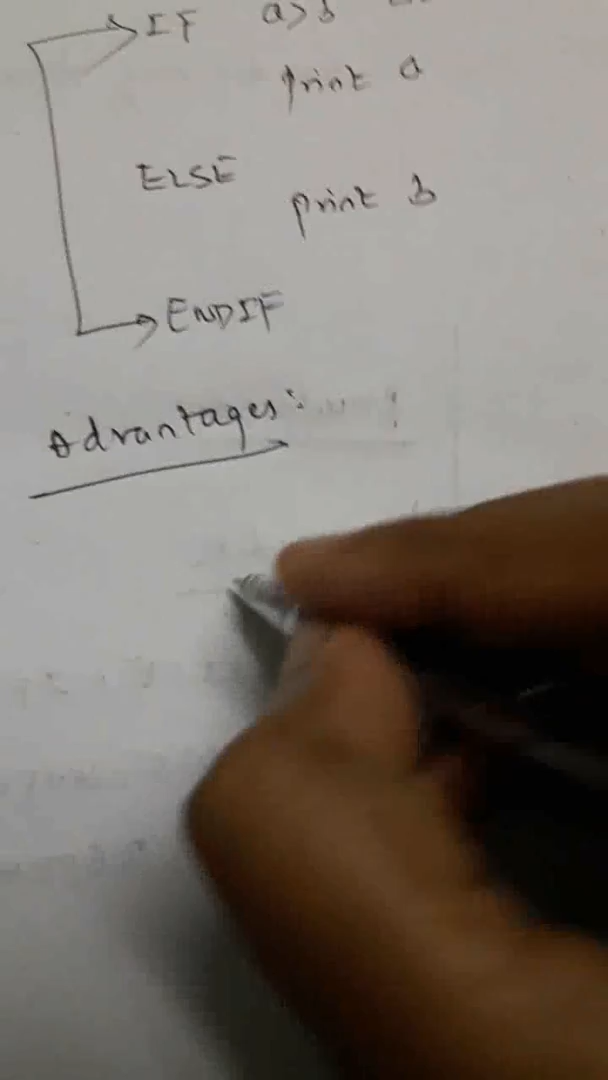 IF a>b
print a
ELSE
print b
ENDIF
Advantages: